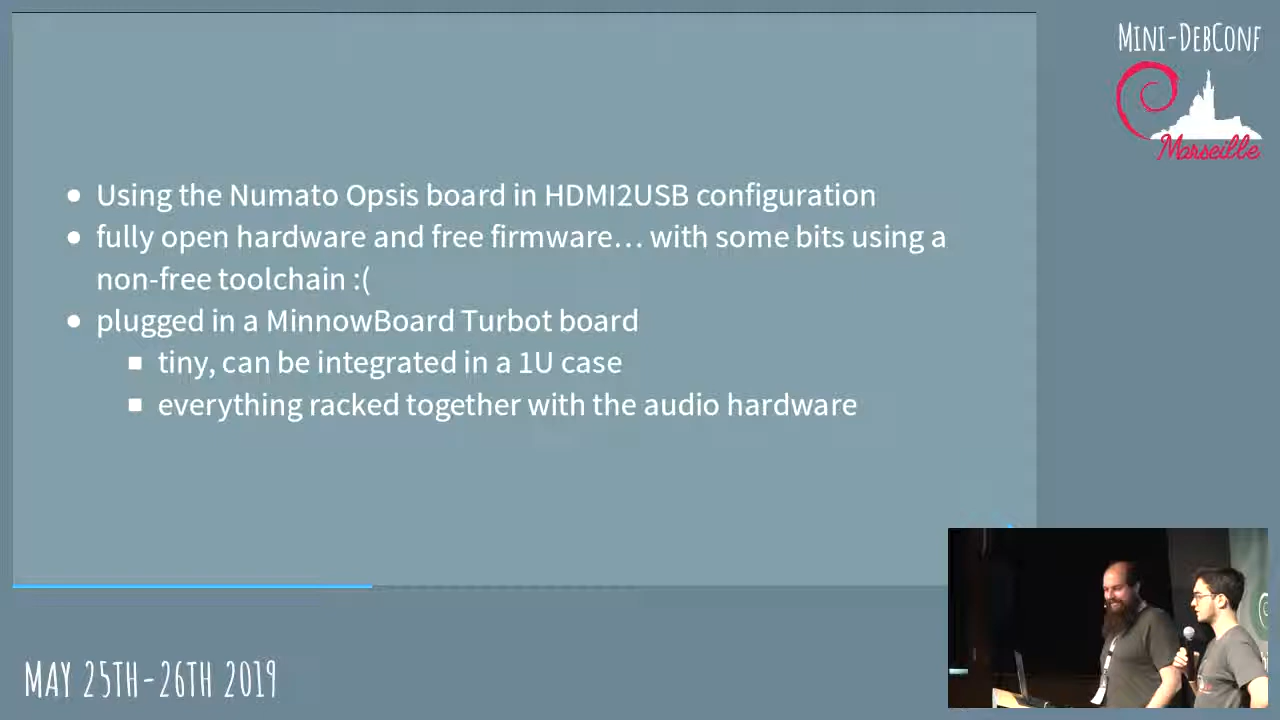 Mini-DebConf
Marseille
● Using the Numato Opsis board in HDMI2USB configuration
● fully open hardware and free firmware… with some bits using a
non-free toolchain :(
● plugged in a MinnowBoard Turbot board
■ tiny, can be integrated in a 1U case
■ everything racked together with the audio hardware
May 25th-26th 2019